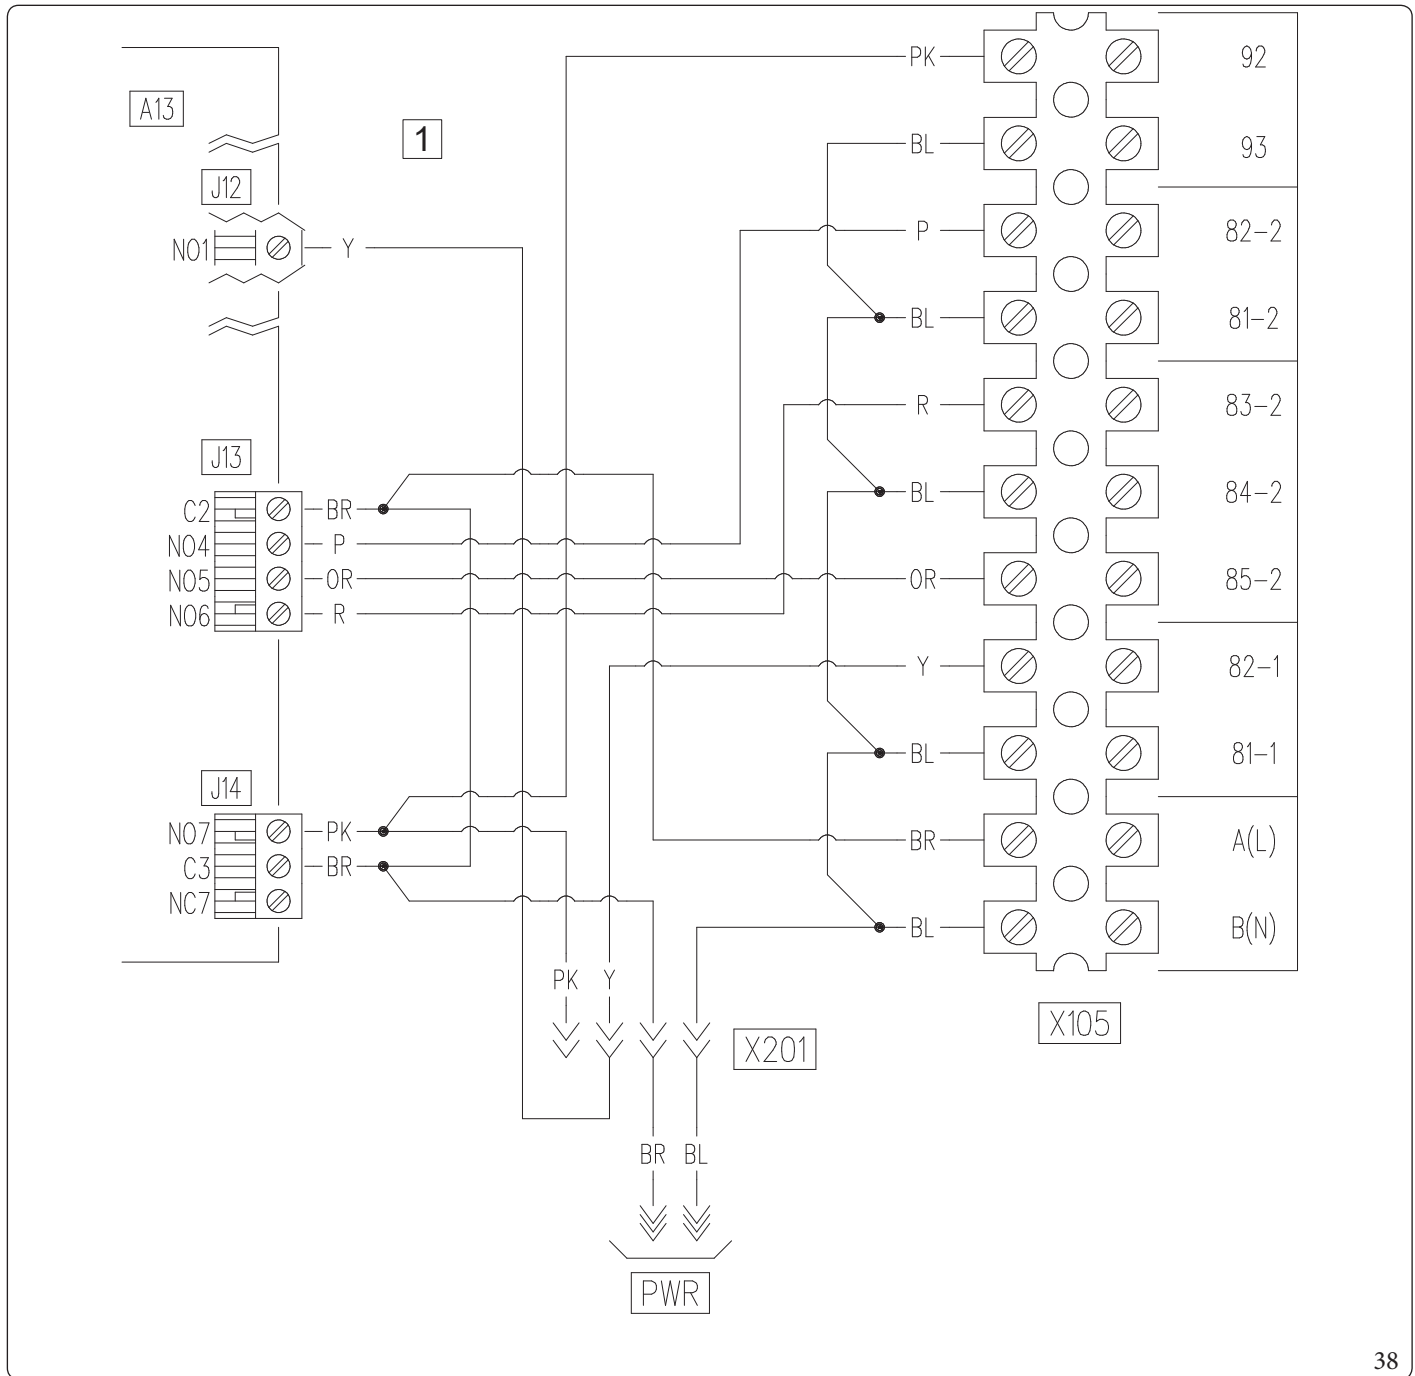 PK 92
A13
1
BL 93
J12
P 82-2
NO1 Y
BL 81-2
R 83-2
J13
BL 84-2
C2 BR
NO4 P
NO5 OR OR 85-2
NO6 R
Y 82-1
BL 81-1
J14
NO7 PK
BR A(L)
C3 BR
NC7
BL B(N)
PK Y
X105
X201
BR BL
PWR
38